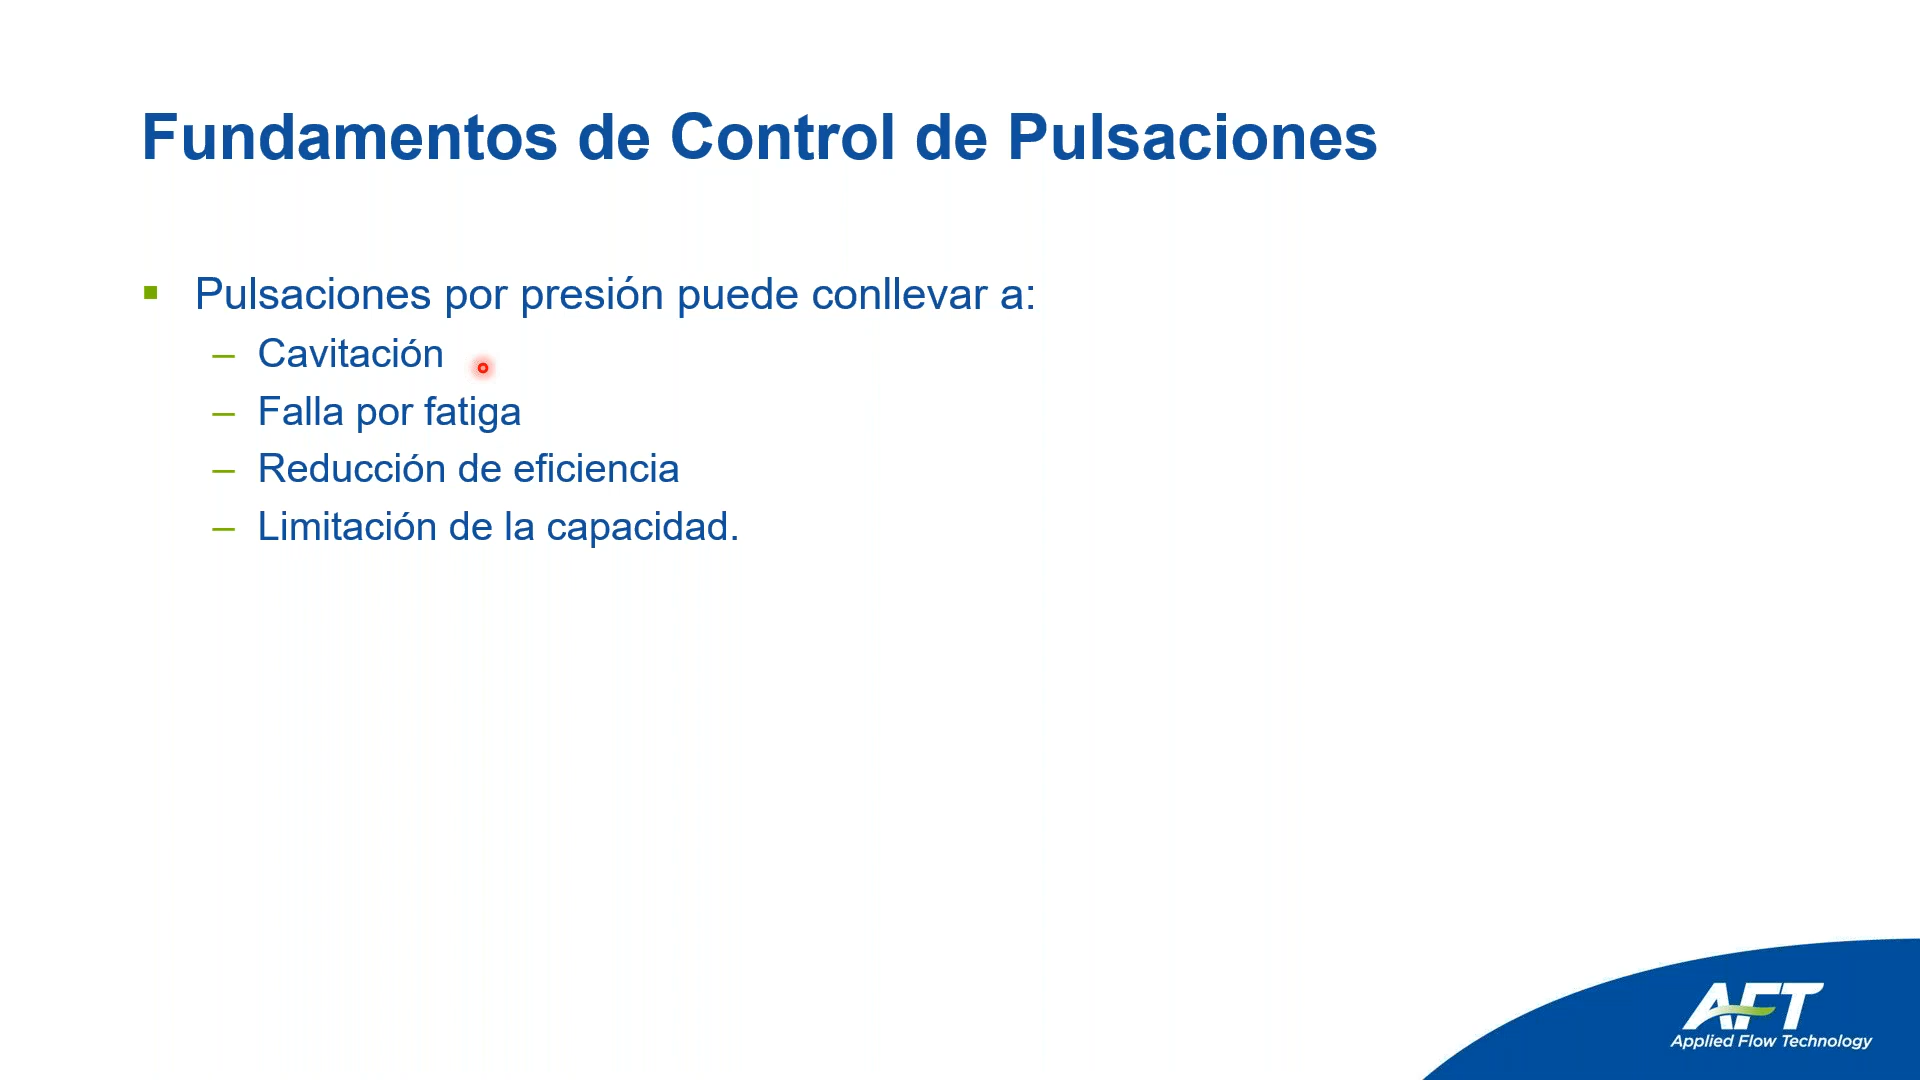 Fundamentos de Control de Pulsaciones
Pulsaciones por presión puede conllevar a:
– Cavitación
– Falla por fatiga
– Reducción de eficiencia
– Limitación de la capacidad.
AFT
Applied Flow Technology